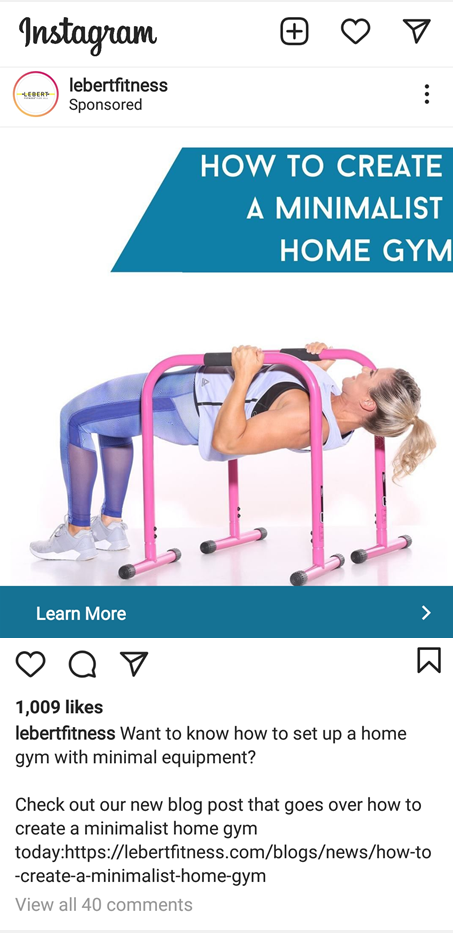 Instagram
LEBERT
lebertfitness
Sponsored
HOW TO CREATE
A MINIMALIST
HOME GYM
Learn More
1,009 likes
lebertfitness Want to know how to set up a home
gym with minimal equipment?
Check out our new blog post that goes over how to
create a minimalist home gym
today:https://lebertfitness.com/blogs/news/how-to
-create-a-minimalist-home-gym
View all 40 comments